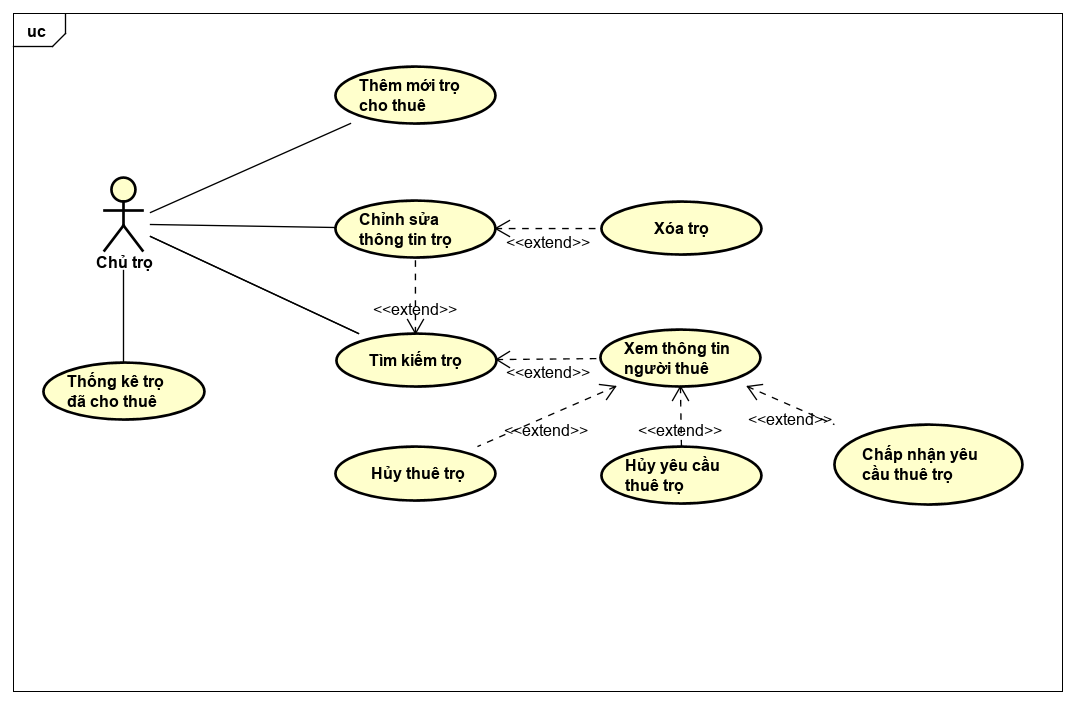 uc
Thêm mới trọ
cho thuê
Chỉnh sửa
thông tin trọ
Xóa trọ
<<extend>>
Chủ trọ
<<extend>>
Tìm kiếm trọ
Xem thông tin
người thuê
<<extend>>
Thống kê trọ
đã cho thuê
<<extend>>
<<extend>>
<<extend>>
Hủy thuê trọ
Hủy yêu cầu
thuê trọ
Chấp nhận yêu
cầu thuê trọ